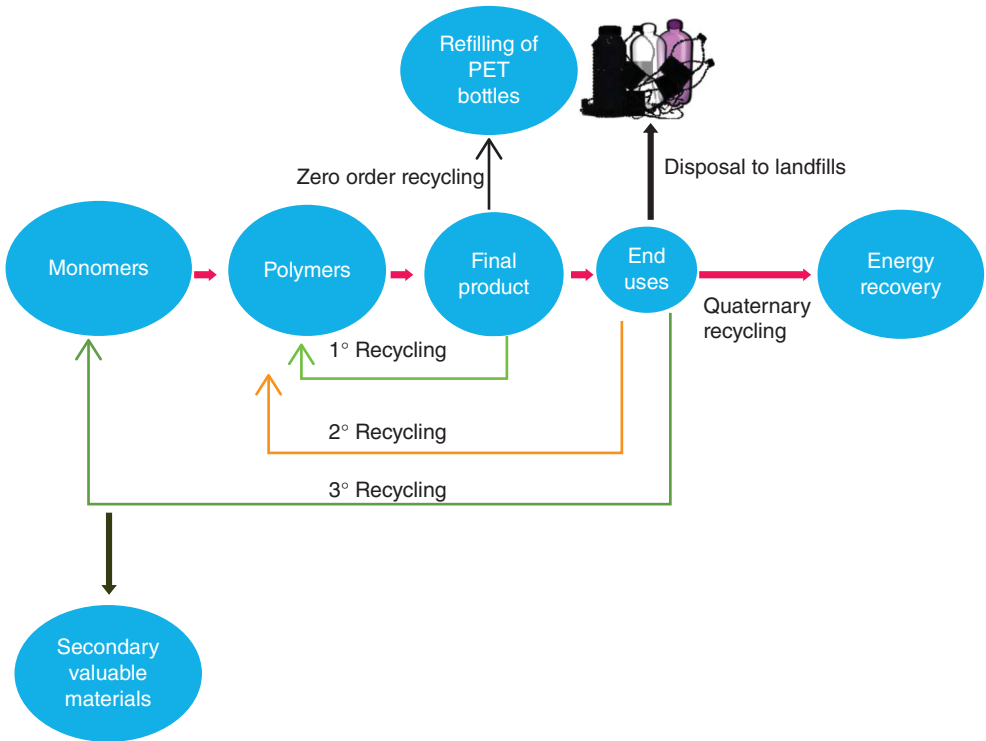 Refilling of
PET
bottles
Zero order recycling
Disposal to landfills
Monomers
Polymers
Final
product
End
uses
Energy
recovery
Quaternary
recycling
1° Recycling
2° Recycling
3° Recycling
Secondary
valuable
materials